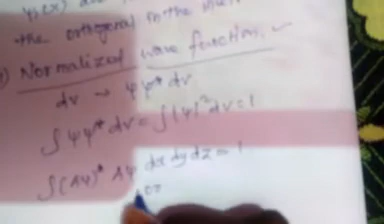 the orthogonal in the
Normalized wave function. ✓
dv → ψψ* dv
∫ ψψ* dv = ∫|ψ|² dv = 1
∫(Aψ)* Aψ dx dy dz = 1